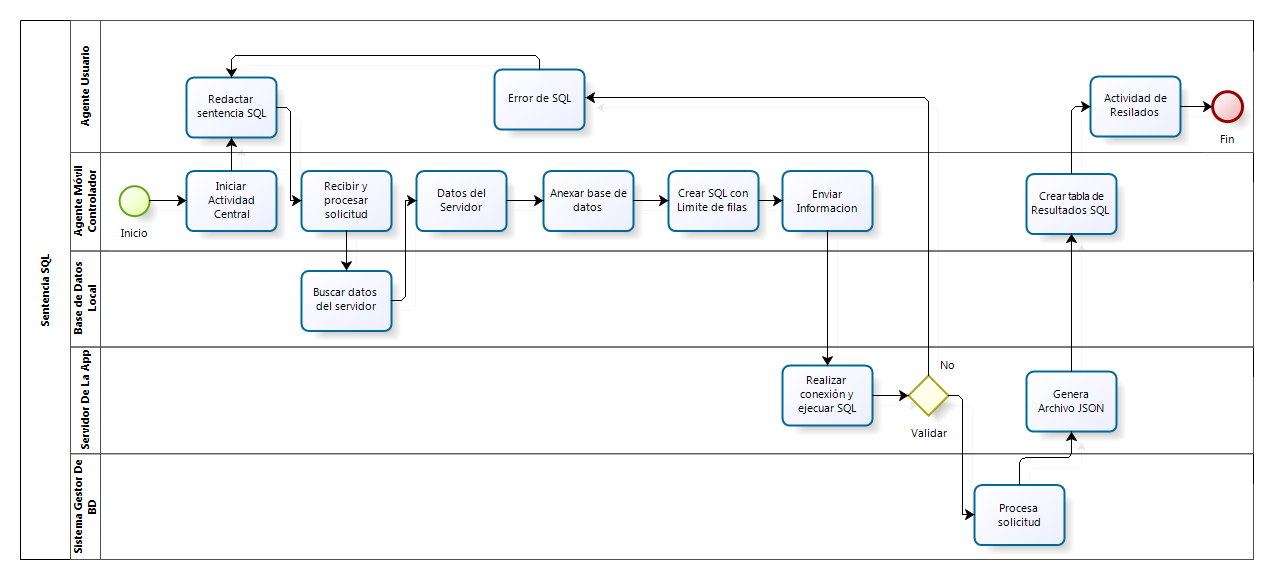 Sentencia SQL
Agente Usuario
Redactar
sentencia SQL
Error de SQL
Actividad de
Resilados
Fin
Agente Móvil
Controlador
Inicio
Iniciar
Actividad
Central
Recibir y
procesar
solicitud
Datos del
Servidor
Anexar base de
datos
Crear SQL con
Limite de filas
Enviar
Informacion
Crear tabla de
Resultados SQL
Base de Datos
Local
Buscar datos
del servidor
Servidor De La App
Realizar
conexión y
ejecuar SQL
No
Validar
Genera
Archivo JSON
Sistema Gestor De
BD
Procesa
solicitud